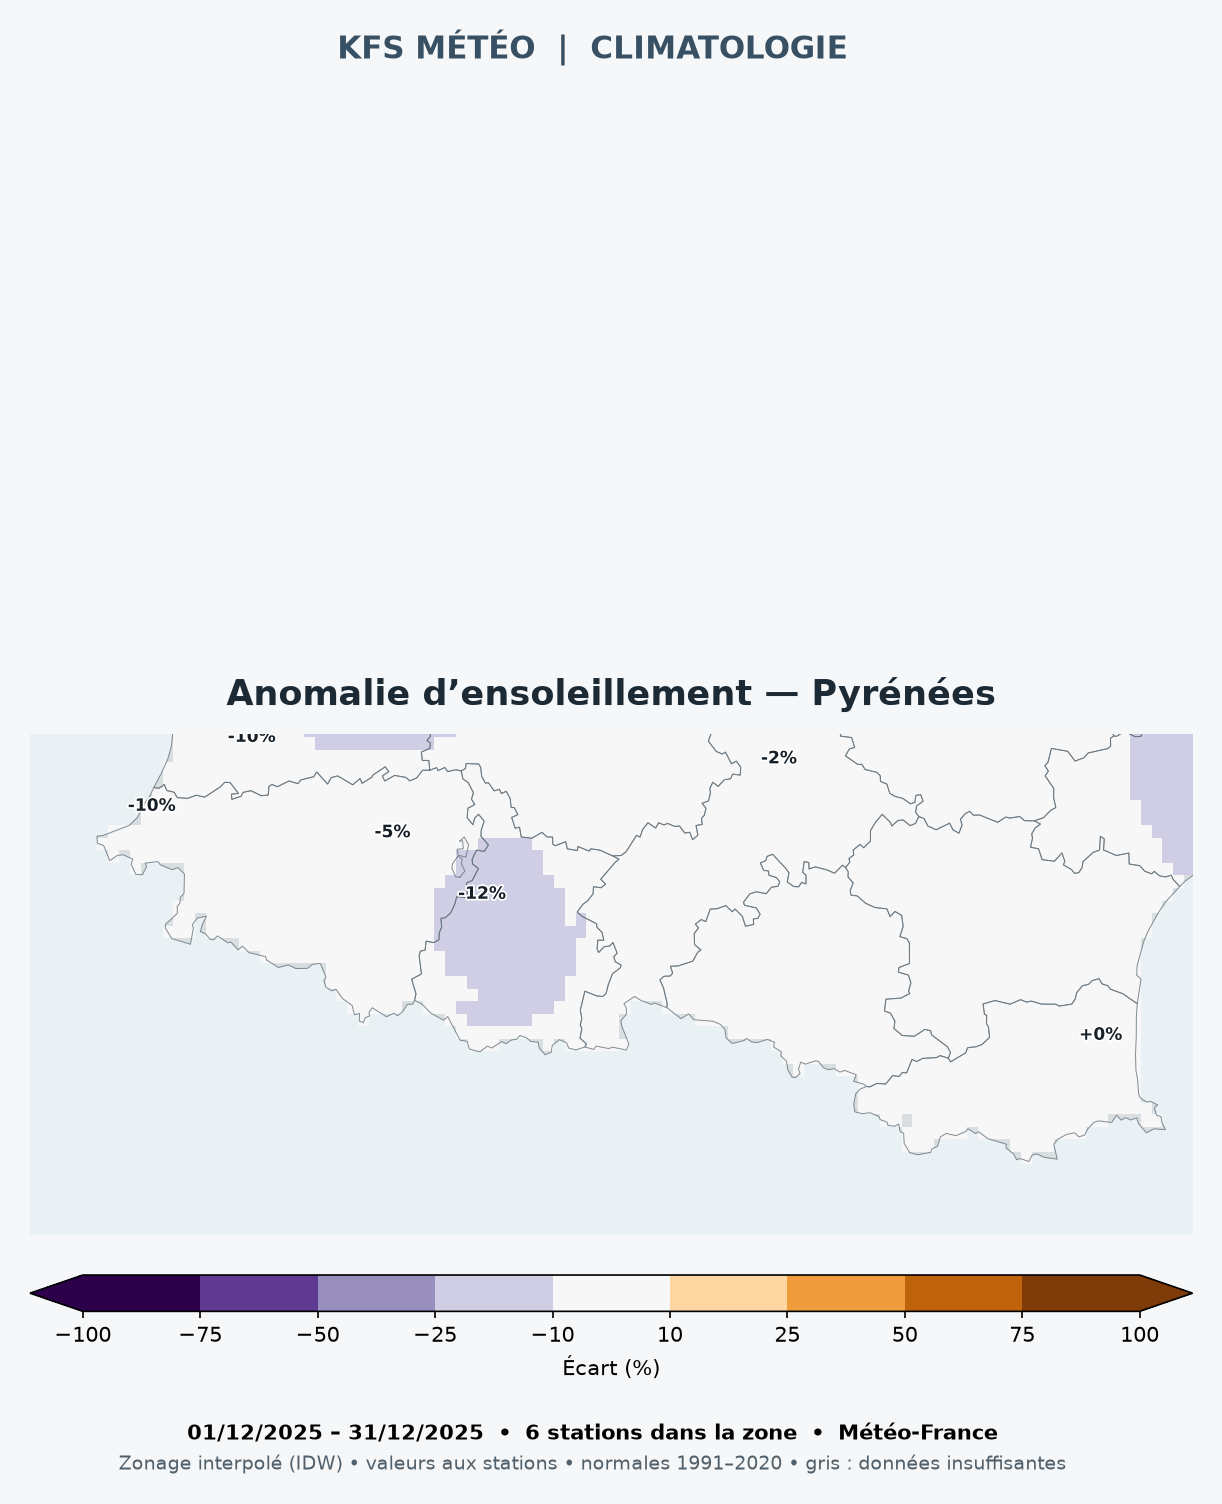 KFS MÉTÉO | CLIMATOLOGIE
Anomalie d’ensoleillement — Pyrénées
-10%
-2%
-10%
-5%
-12%
+0%
−100 −75 −50 −25 −10 10 25 50 75 100
Écart (%)
01/12/2025 – 31/12/2025 • 6 stations dans la zone • Météo-France
Zonage interpolé (IDW) • valeurs aux stations • normales 1991–2020 • gris : données insuffisantes